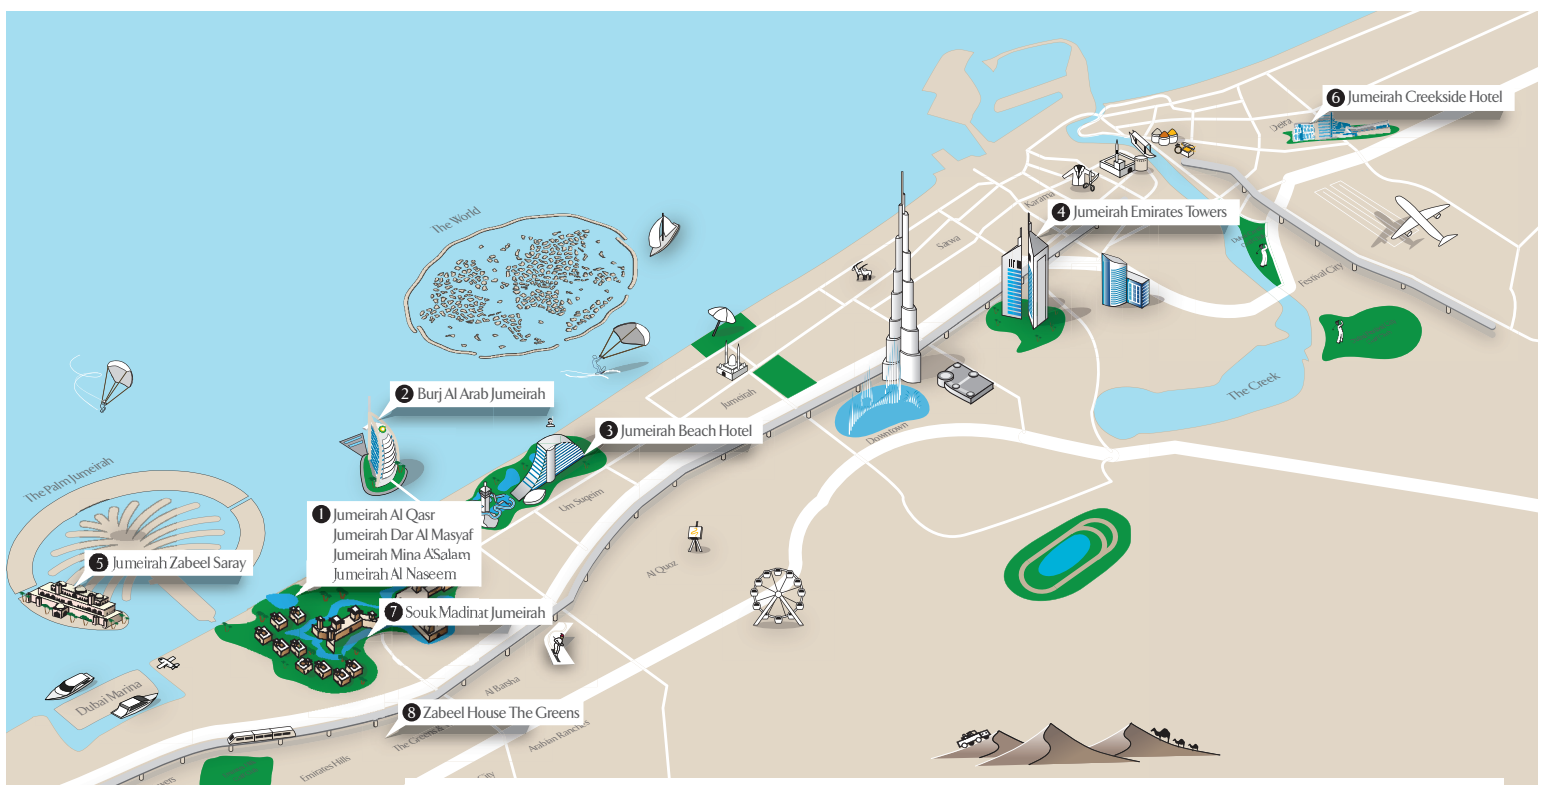 6 Jumeirah Creekside Hotel
Deira
Karama
4 Jumeirah Emirates Towers
The World
Satwa
Festival City
The Creek
2 Burj Al Arab Jumeirah
Jumeirah
3 Jumeirah Beach Hotel
Downtown
The Palm Jumeirah
Um Suqeim
1 Jumeirah Al Qasr
Jumeirah Dar Al Masyaf
Jumeirah Mina A'Salam
Jumeirah Al Naseem
5 Jumeirah Zabeel Saray
Al Quoz
7 Souk Madinat Jumeirah
Dubai Marina
Al Barsha
8 Zabeel House The Greens
The Greens
Arabian Ranches
Emirates Hills
City